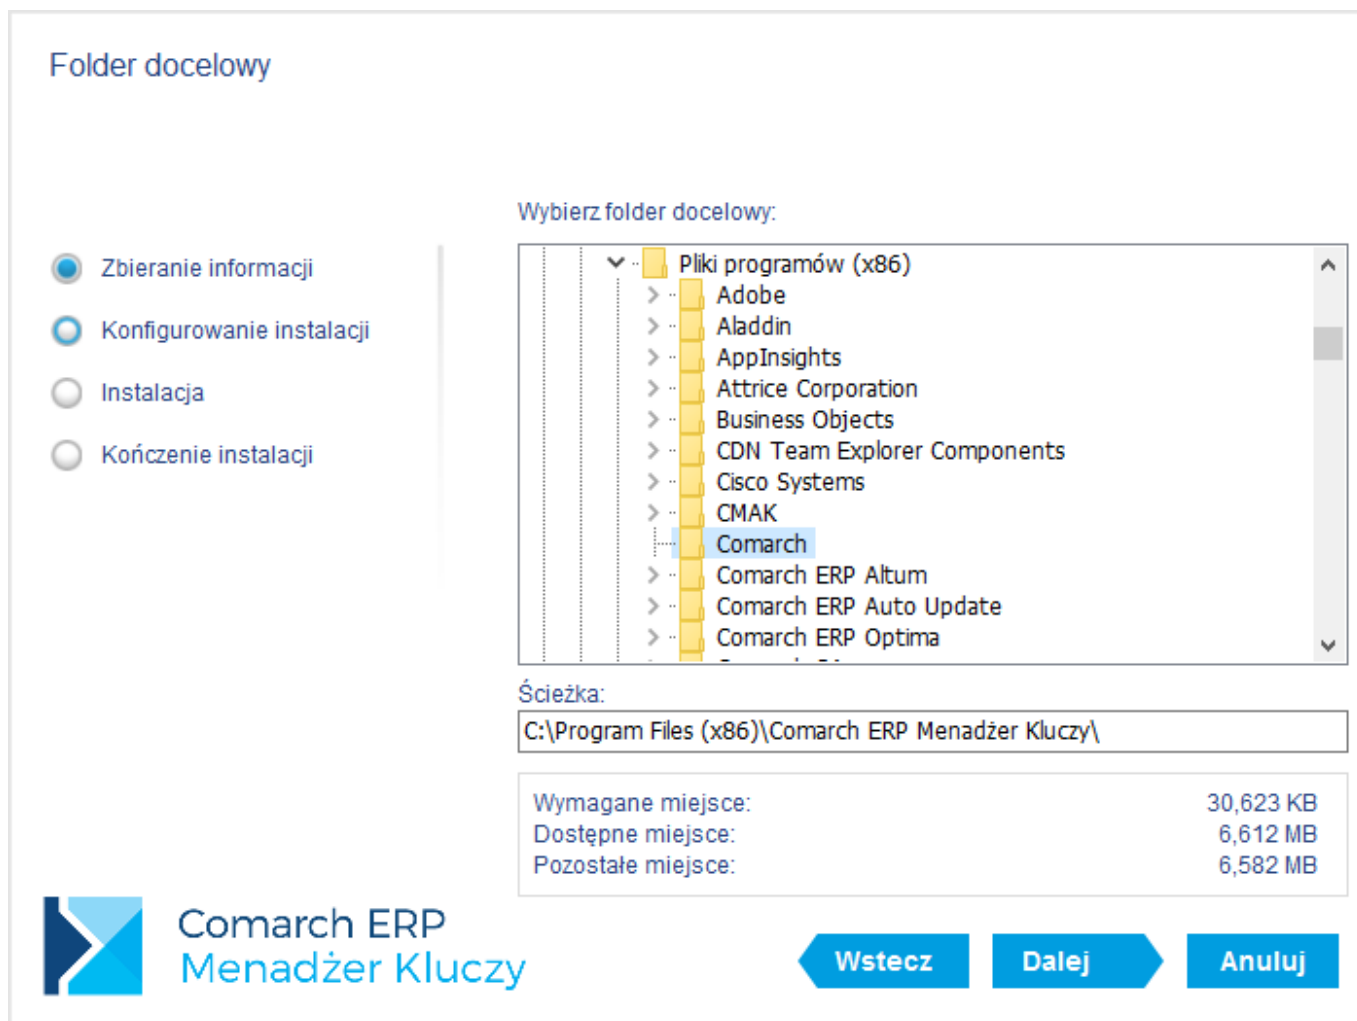 Folder docelowy
Zbieranie informacji
Konfigurowanie instalacji
Instalacja
Kończenie instalacji
Wybierz folder docelowy:
Pliki programów (x86)
Adobe
Aladdin
AppInsights
Attrice Corporation
Business Objects
CDN Team Explorer Components
Cisco Systems
CMAK
Comarch
Comarch ERP Altum
Comarch ERP Auto Update
Comarch ERP Optima
Ścieżka:
C:\Program Files (x86)\Comarch ERP Menadżer Kluczy\
Wymagane miejsce: 30,623 KB
Dostępne miejsce: 6,612 MB
Pozostałe miejsce: 6,582 MB
Comarch ERP
Menadżer Kluczy
Wstecz Dalej Anuluj